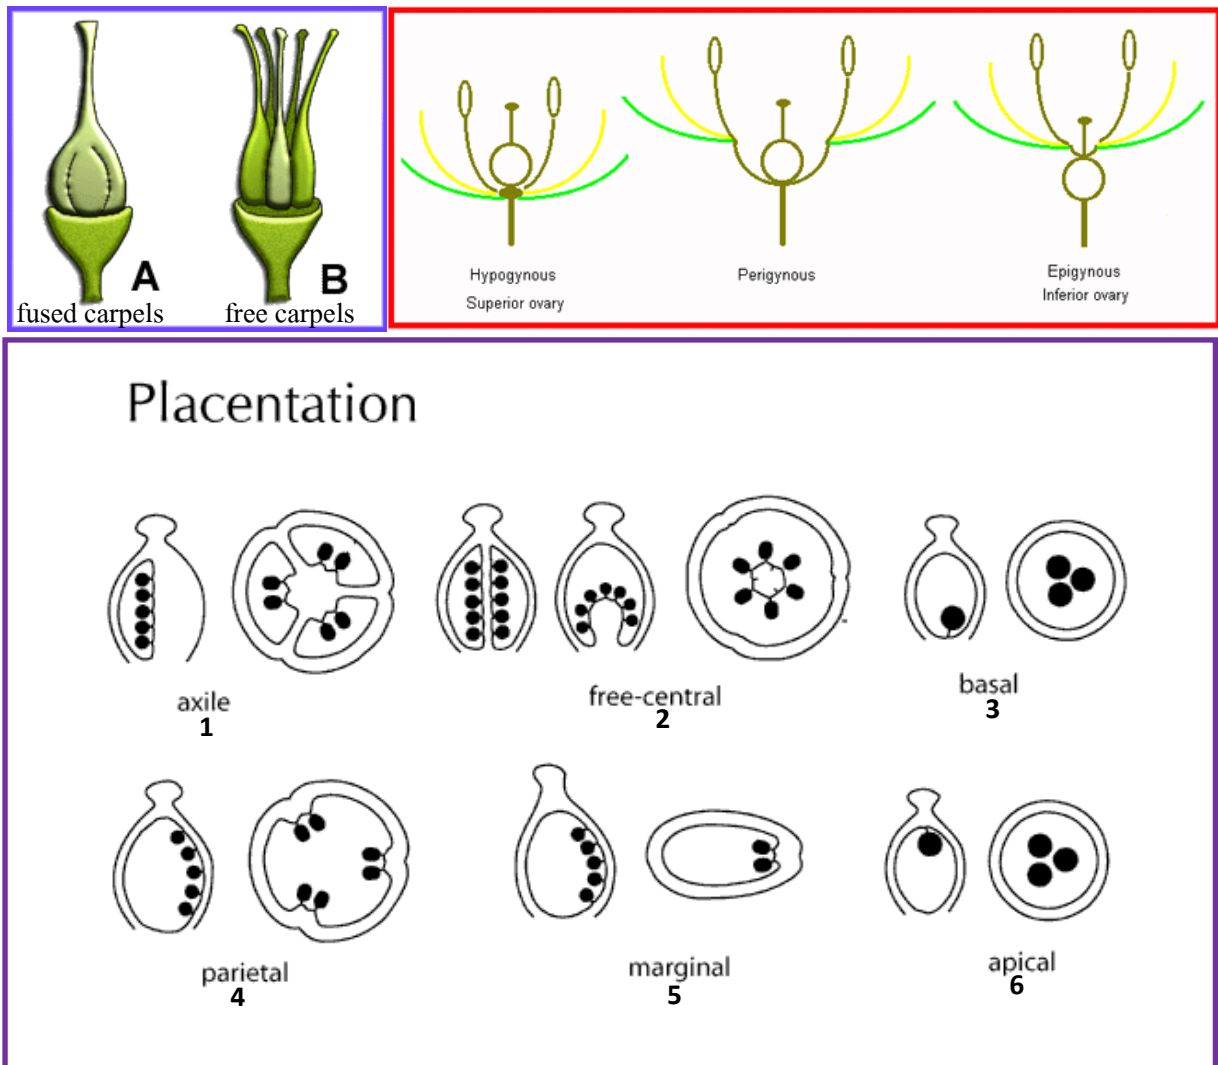 A
B
fused carpels
free carpels
Hypogynous
Superior ovary
Perigynous
Epigynous
Inferior ovary
Placentation
axile
1
free-central
2
basal
3
parietal
4
marginal
5
apical
6